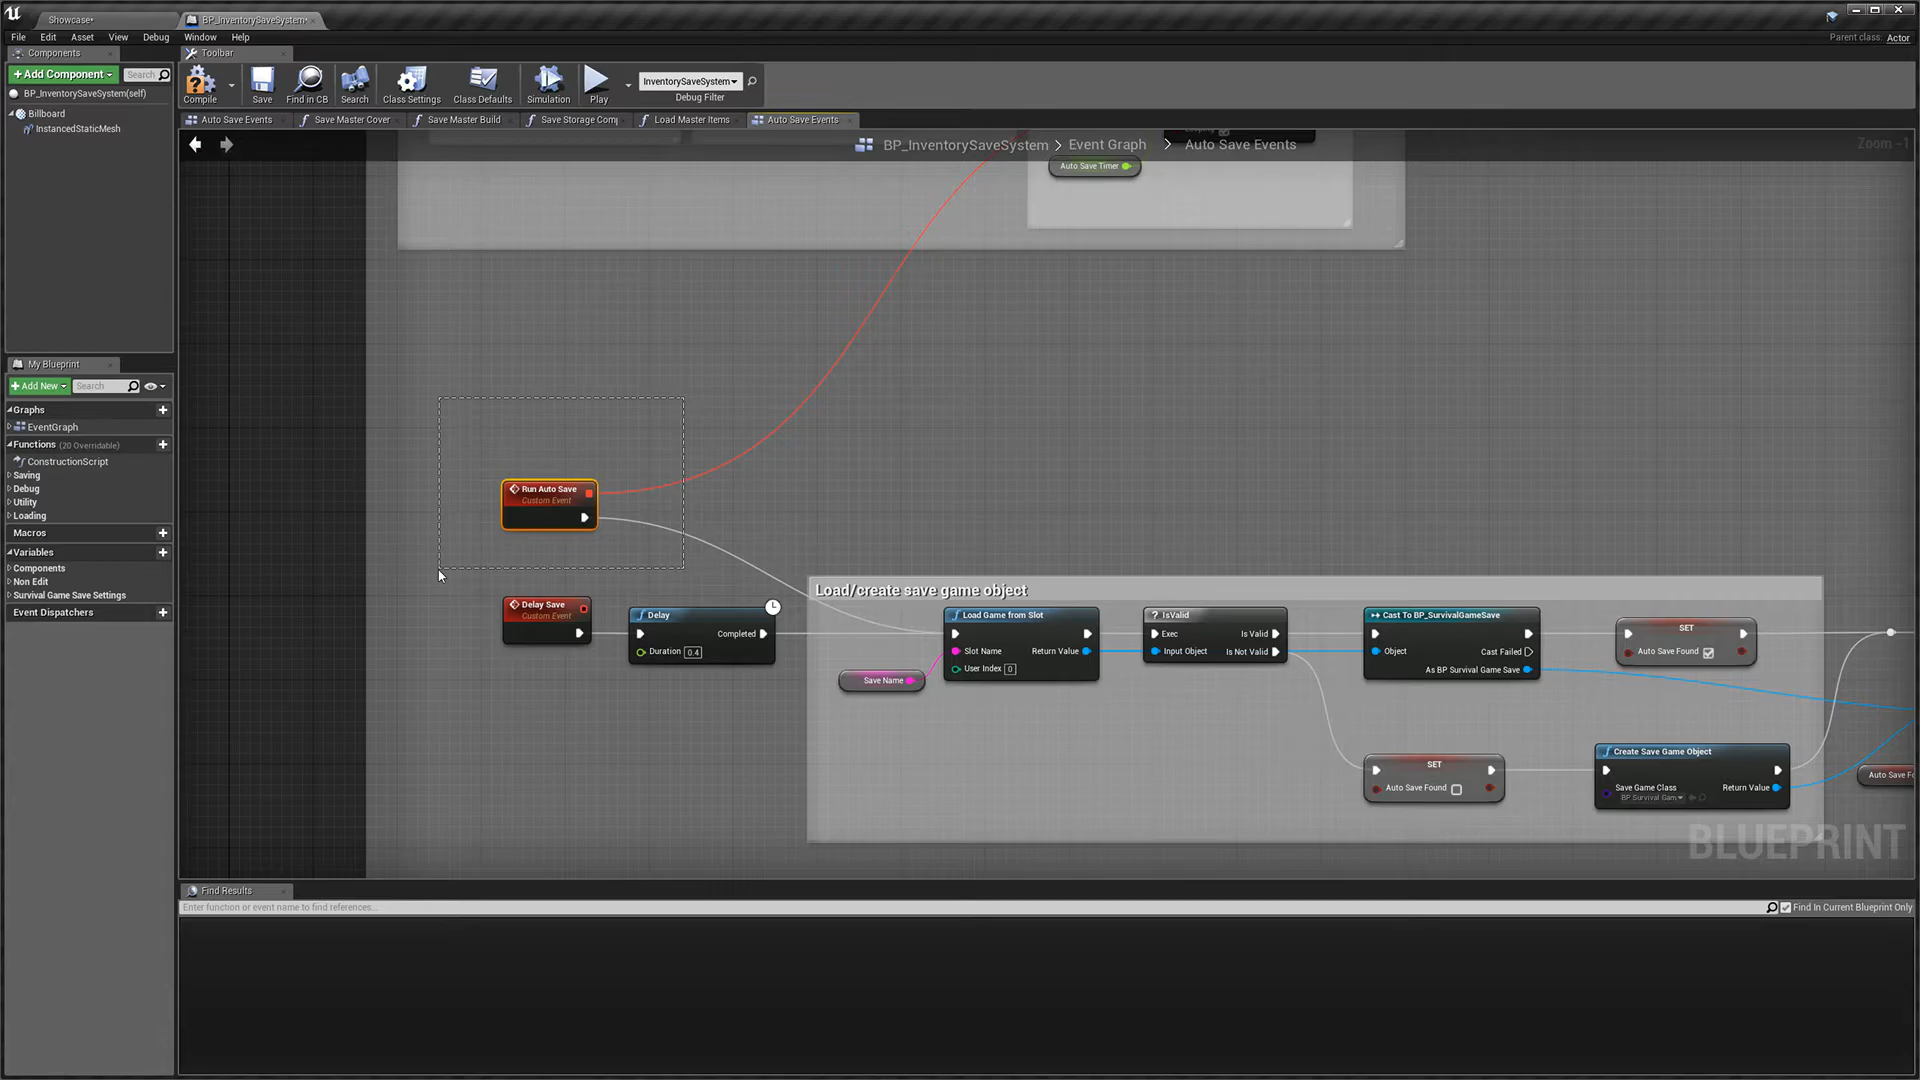 Showcase*
BP_InventorySaveSystem*
File Edit Asset View Debug Window Help
Parent class: Actor
Components
Toolbar
+Add Component
Search
BP_InventorySaveSystem(self)
Billboard
InstancedStaticMesh
Compile
Save
Find in CB
Search
Class Settings
Class Defaults
Simulation
Play
InventorySaveSystem
Debug Filter
Auto Save Events
Save Master Cover
Save Master Build
Save Storage Comp
Load Master Items
Auto Save Events
BP_InventorySaveSystem > Event Graph > Auto Save Events
Zoom -1
Auto Save Timer
My Blueprint
+Add New
Search
Graphs
EventGraph
Functions (20 Overridable)
ConstructionScript
Saving
Debug
Utility
Loading
Macros
Variables
Components
Non Edit
Survival Game Save Settings
Event Dispatchers
Run Auto Save
Custom Event
Delay Save
Custom Event
Delay
Completed
Duration 0.4
Load/create save game object
Save Name
Load Game from Slot
Slot Name
Return Value
User Index 0
IsValid
Exec
Is Valid
Input Object
Is Not Valid
Cast To BP_SurvivalGameSave
Object
Cast Failed
As BP Survival Game Save
SET
Auto Save Found
SET
Auto Save Found
Create Save Game Object
Save Game Class
BP Survival Gam
Return Value
Auto Save Fo
BLUEPRINT
Find Results
Enter function or event name to find references...
Find In Current Blueprint Only